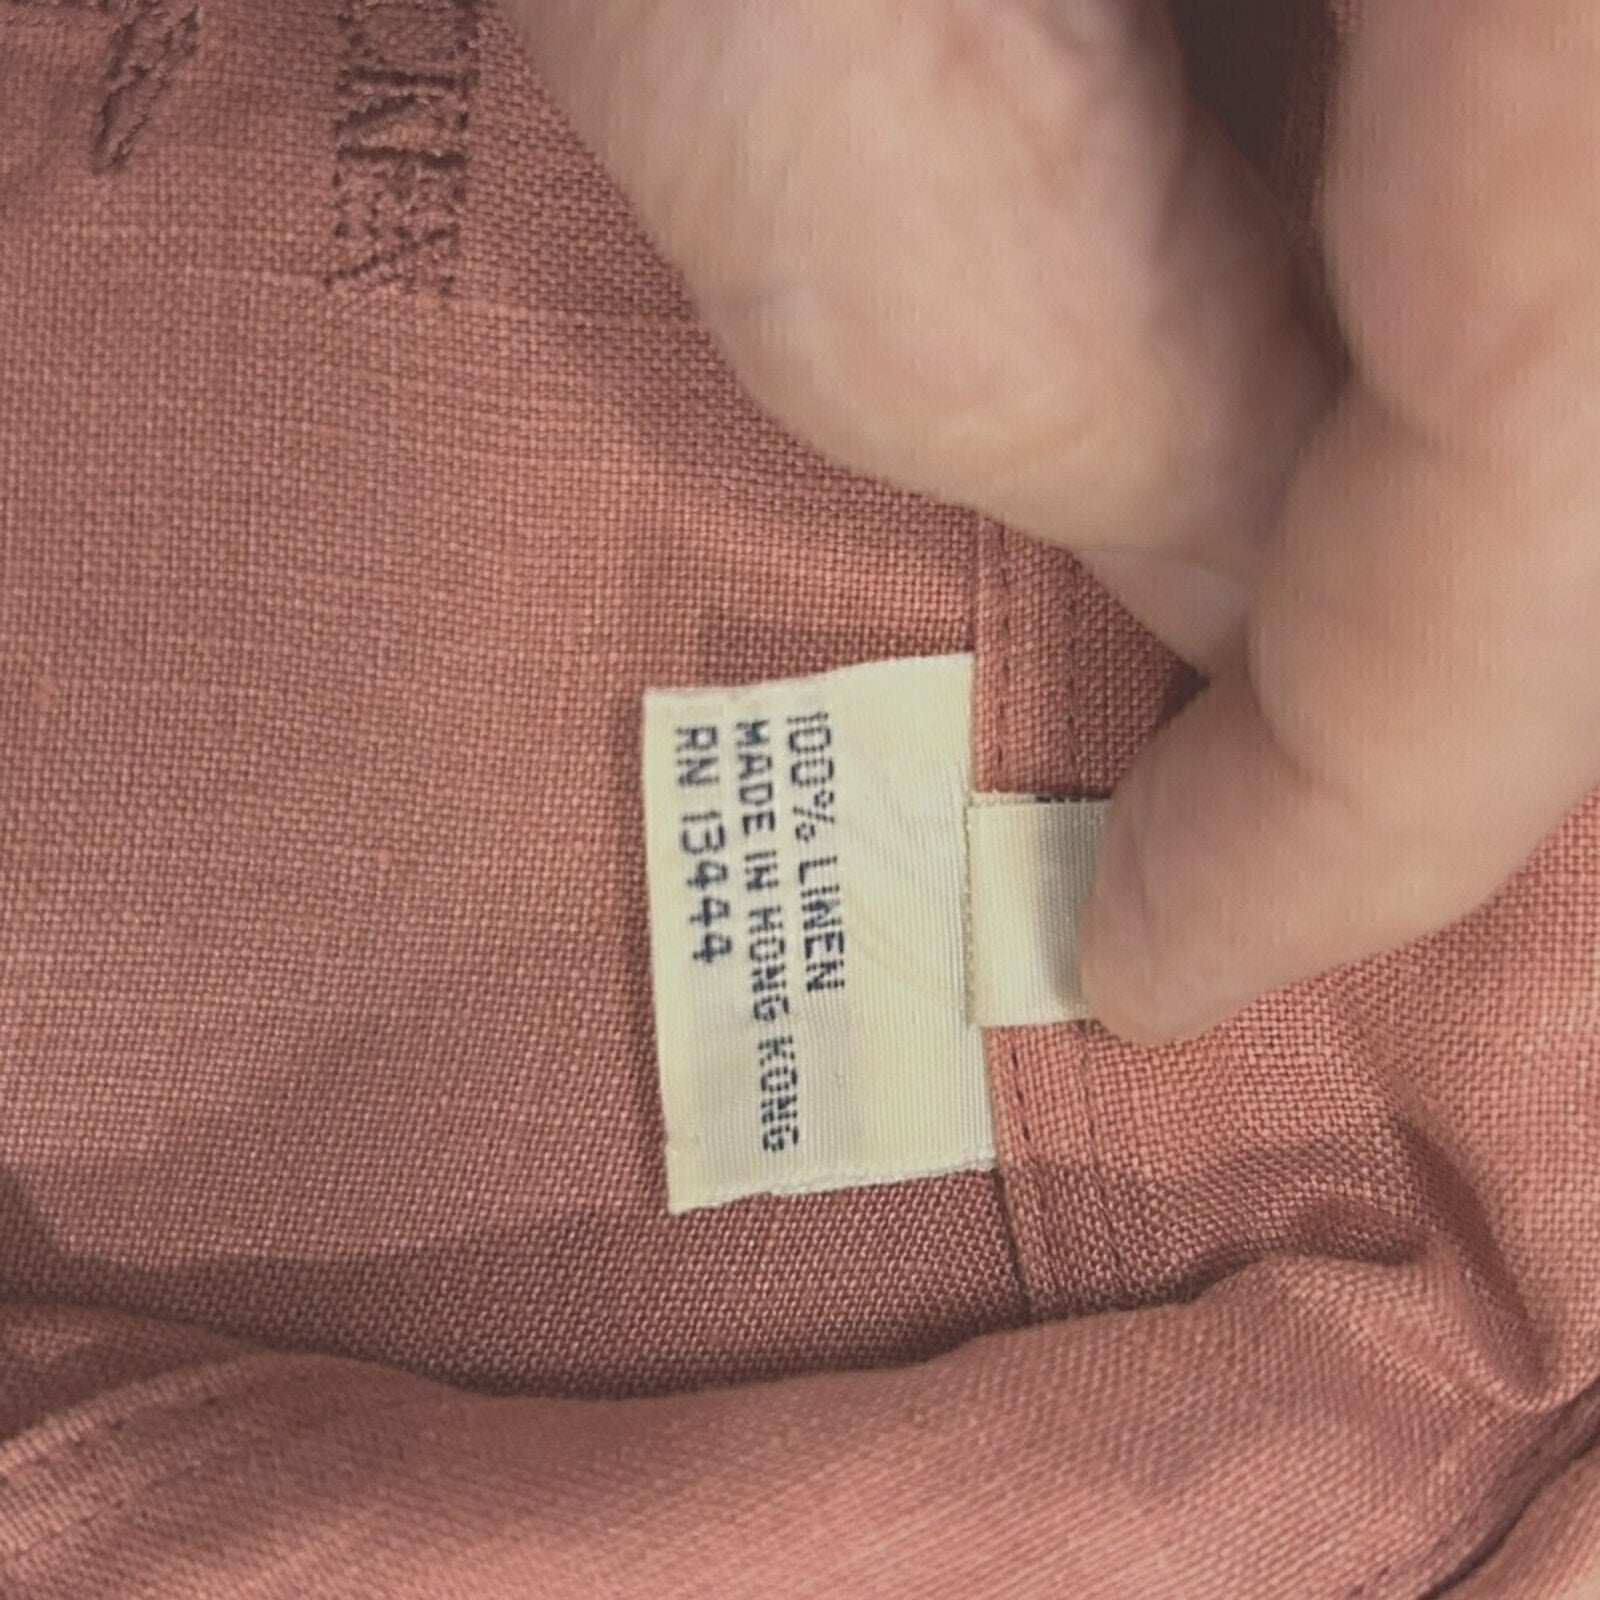 100% LINEN
MADE IN HONG KONG
RN 13444